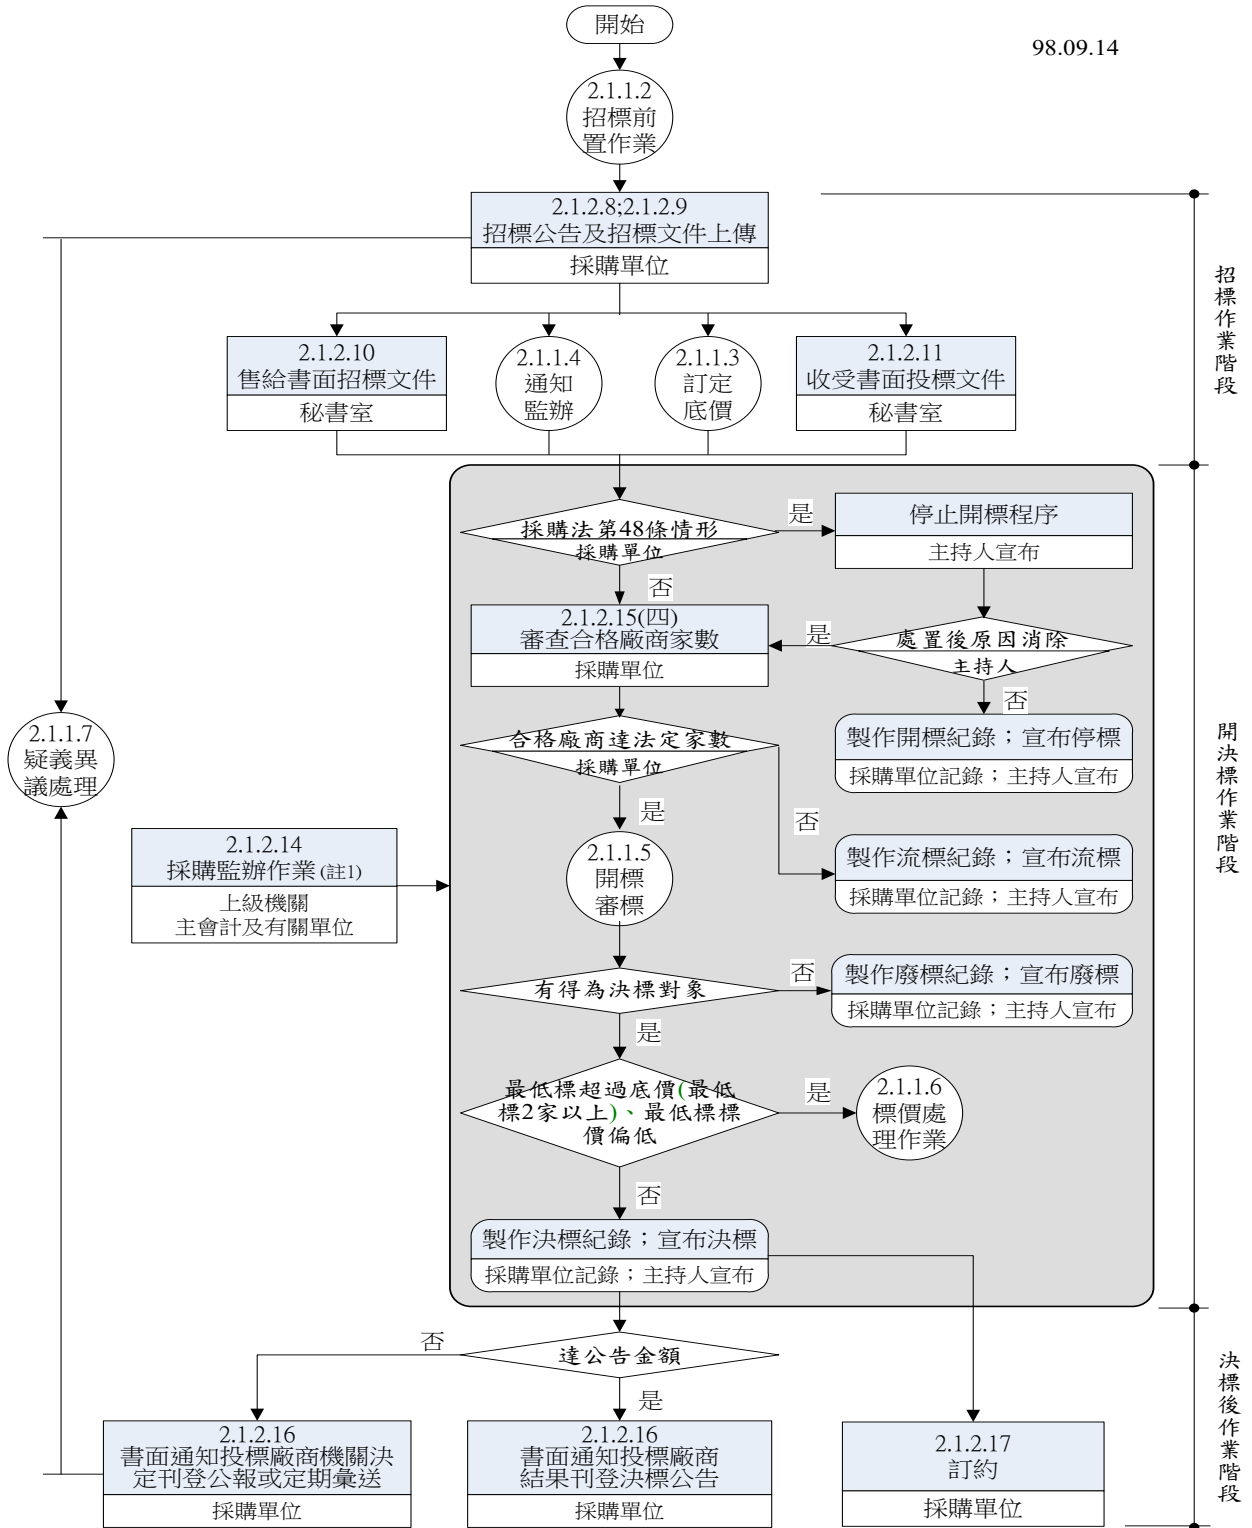 開始
98.09.14
2.1.1.2
招標前
置作業
2.1.2.8;2.1.2.9
招標公告及招標文件上傳
採購單位
招標作業階段
2.1.2.10
售給書面招標文件
秘書室
2.1.1.4
通知
監辦
2.1.1.3
訂定
底價
2.1.2.11
收受書面投標文件
秘書室
採購法第48條情形
採購單位
是
停止開標程序
主持人宣布
否
2.1.2.15(四)
審查合格廠商家數
採購單位
是
處置後原因消除
主持人
否
製作開標紀錄；宣布停標
採購單位記錄；主持人宣布
開決標作業階段
2.1.1.7
疑義異
議處理
合格廠商達法定家數
採購單位
是
否
2.1.2.14
採購監辦作業(註1)
上級機關
主會計及有關單位
2.1.1.5
開標
審標
製作流標紀錄；宣布流標
採購單位記錄；主持人宣布
有得為決標對象
否
製作廢標紀錄；宣布廢標
採購單位記錄；主持人宣布
是
最低標超過底價(最低
標2家以上)、最低標標
價偏低
是
2.1.1.6
標價處
理作業
否
製作決標紀錄；宣布決標
採購單位記錄；主持人宣布
達公告金額
否
是
決標後作業階段
2.1.2.16
書面通知投標廠商機關決
定刊登公報或定期彙送
採購單位
2.1.2.16
書面通知投標廠商
結果刊登決標公告
採購單位
2.1.2.17
訂約
採購單位